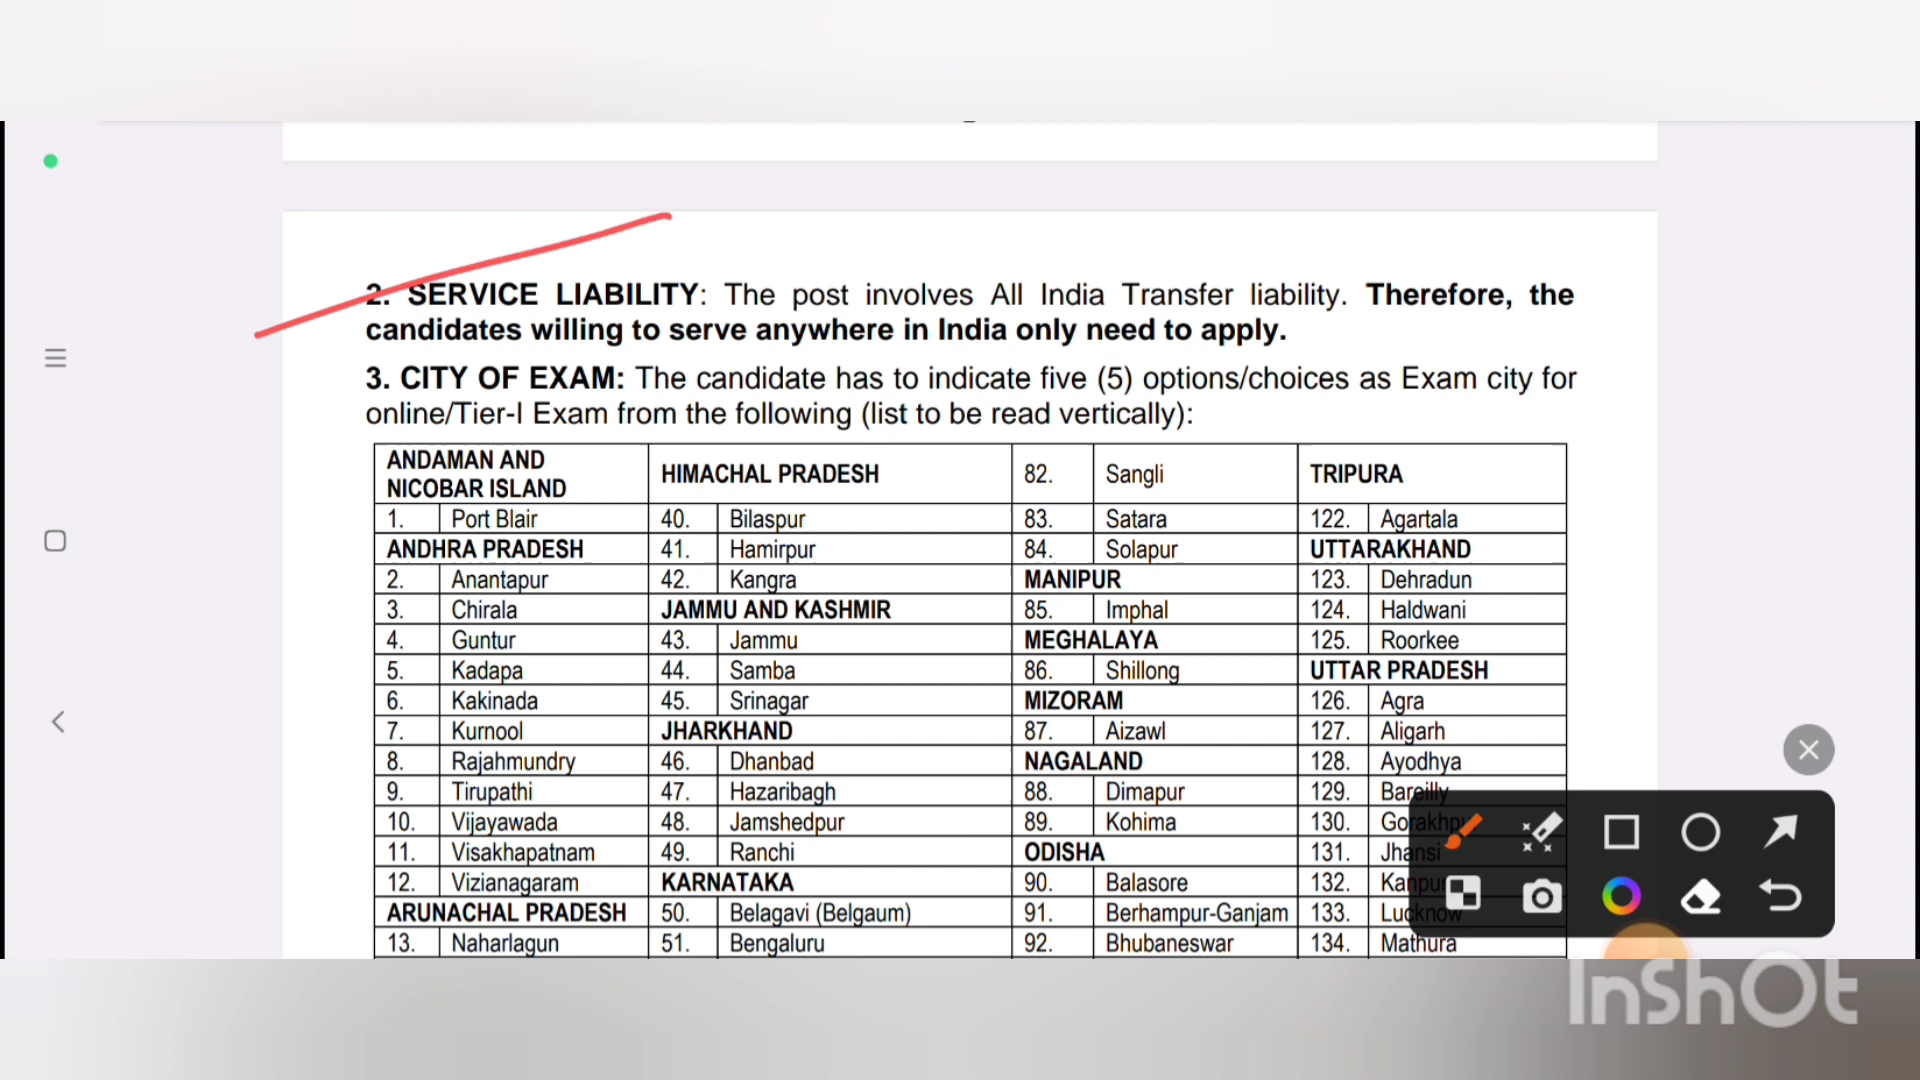 2. SERVICE LIABILITY: The post involves All India Transfer liability. Therefore, the
candidates willing to serve anywhere in India only need to apply.
3. CITY OF EXAM: The candidate has to indicate five (5) options/choices as Exam city for
online/Tier-I Exam from the following (list to be read vertically):
ANDAMAN AND
NICOBAR ISLAND HIMACHAL PRADESH 82. Sangli TRIPURA
1. Port Blair 40. Bilaspur 83. Satara 122. Agartala
ANDHRA PRADESH 41. Hamirpur 84. Solapur UTTARAKHAND
2. Anantapur 42. Kangra MANIPUR 123. Dehradun
3. Chirala JAMMU AND KASHMIR 85. Imphal 124. Haldwani
4. Guntur 43. Jammu MEGHALAYA 125. Roorkee
5. Kadapa 44. Samba 86. Shillong UTTAR PRADESH
6. Kakinada 45. Srinagar MIZORAM 126. Agra
7. Kurnool JHARKHAND 87. Aizawl 127. Aligarh
8. Rajahmundry 46. Dhanbad NAGALAND 128. Ayodhya
9. Tirupathi 47. Hazaribagh 88. Dimapur 129. Bareilly
10. Vijayawada 48. Jamshedpur 89. Kohima 130. Gorakhpu
11. Visakhapatnam 49. Ranchi ODISHA 131. Jhansi
12. Vizianagaram KARNATAKA 90. Balasore 132. Kanpur
ARUNACHAL PRADESH 50. Belagavi (Belgaum) 91. Berhampur-Ganjam 133. Lucknow
13. Naharlagun 51. Bengaluru 92. Bhubaneswar 134. Mathura
InShOt